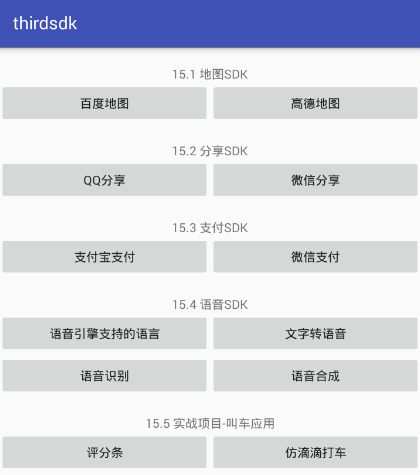 thirdsdk
15.1 地图SDK
百度地图 高德地图
15.2 分享SDK
QQ分享 微信分享
15.3 支付SDK
支付宝支付 微信支付
15.4 语音SDK
语音引擎支持的语言 文字转语音
语音识别 语音合成
15.5 实战项目-叫车应用
评分条 仿滴滴打车